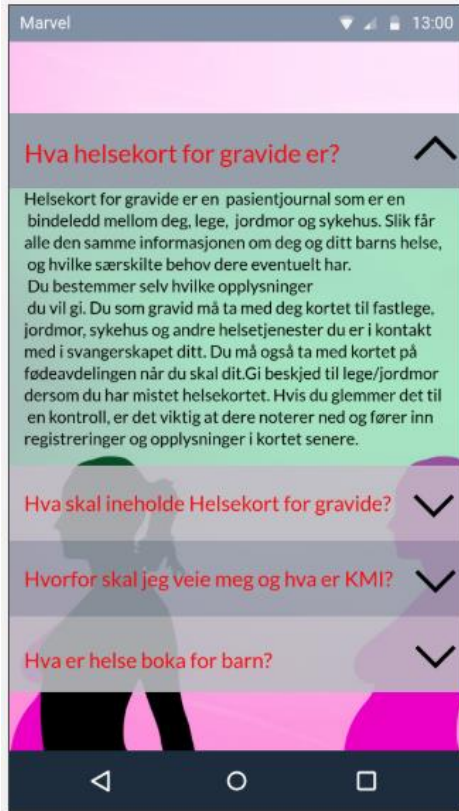 Marvel
13:00
Hva helsekort for gravide er?
Helsekort for gravide er en pasientjournal som er en
bindeledd mellom deg, lege, jordmor og sykehus. Slik får
alle den samme informasjonen om deg og ditt barns helse,
og hvilke særskilte behov dere eventuelt har.
Du bestemmer selv hvilke opplysninger
du vil gi. Du som gravid må ta med deg kortet til fastlege,
jordmor, sykehus og andre helsetjenester du er i kontakt
med i svangerskapet ditt. Du må også ta med kortet på
fødeavdelingen når du skal dit.Gi beskjed til lege/jordmor
dersom du har mistet helsekortet. Hvis du glemmer det til
en kontroll, er det viktig at dere noterer ned og fører inn
registreringer og opplysninger i kortet senere.
Hva skal ineholde Helsekort for gravide?
Hvorfor skal jeg veie meg og hva er KMI?
Hva er helse boka for barn?